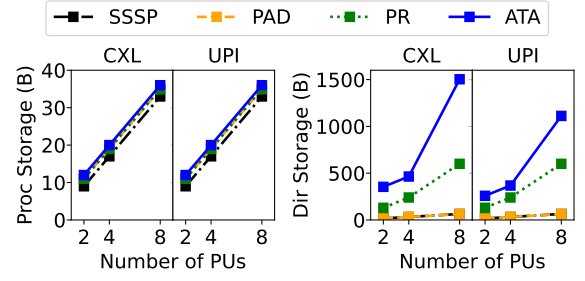 SSSP PAD PR ATA
CXL UPI CXL UPI
Proc Storage (B)
40
30
20
10
0
2 4 8 2 4 8
Number of PUs
Dir Storage (B)
1500
1000
500
0
2 4 8 2 4 8
Number of PUs